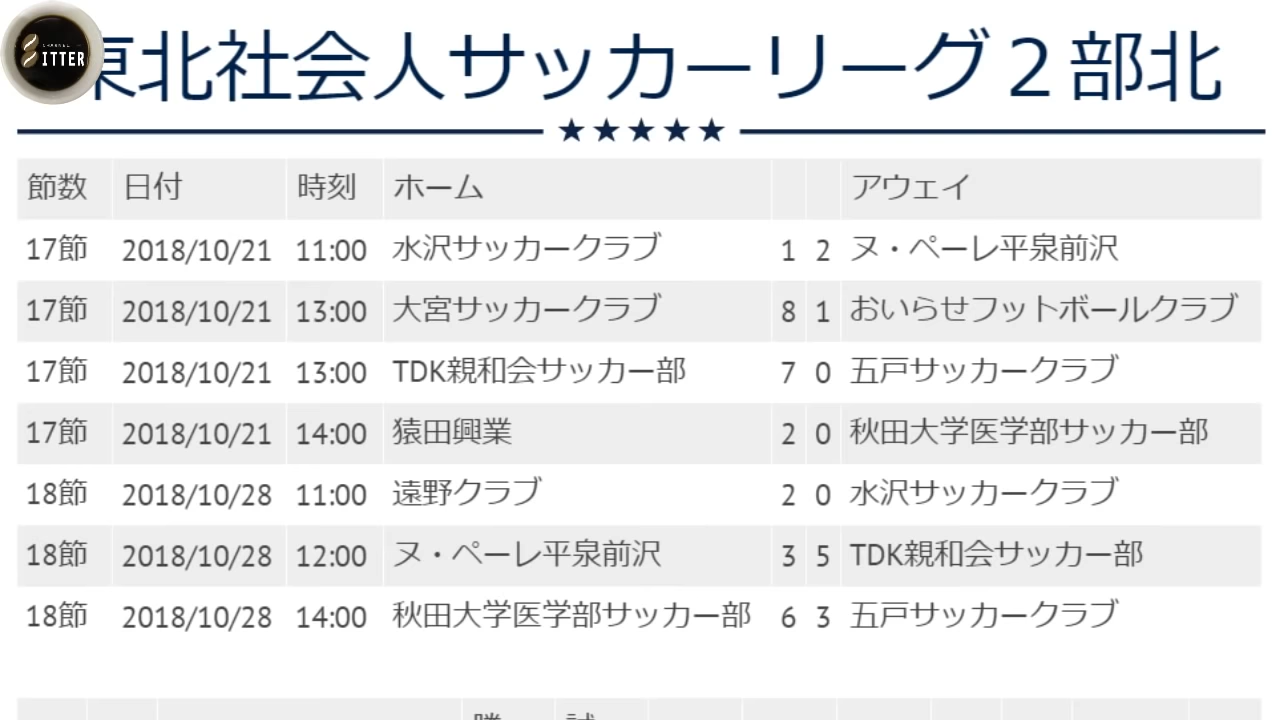 CHANNEL
ITTER
東北社会人サッカーリーグ２部北
★★★★★
節数 日付 時刻 ホーム アウェイ
17節 2018/10/21 11:00 水沢サッカークラブ 1 2 ヌ・ペーレ平泉前沢
17節 2018/10/21 13:00 大宮サッカークラブ 8 1 おいらせフットボールクラブ
17節 2018/10/21 13:00 TDK親和会サッカー部 7 0 五戸サッカークラブ
17節 2018/10/21 14:00 猿田興業 2 0 秋田大学医学部サッカー部
18節 2018/10/28 11:00 遠野クラブ 2 0 水沢サッカークラブ
18節 2018/10/28 12:00 ヌ・ペーレ平泉前沢 3 5 TDK親和会サッカー部
18節 2018/10/28 14:00 秋田大学医学部サッカー部 6 3 五戸サッカークラブ